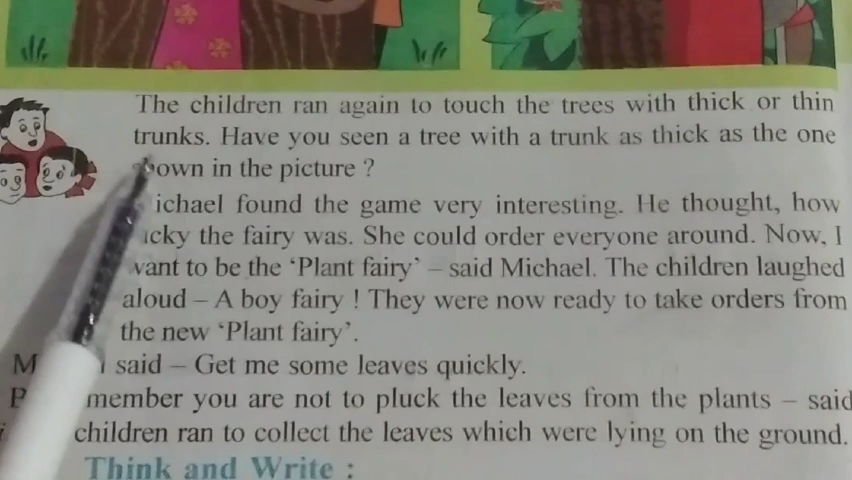 The children ran again to touch the trees with thick or thin
trunks. Have you seen a tree with a trunk as thick as the one
in the picture ?
found the game very interesting. He thought, how
the fairy was. She could order everyone around. Now, I
to be the ‘Plant fairy’ – said Michael. The children laughed
aloud – A boy fairy ! They were now ready to take orders from
the new ‘Plant fairy’.
said – Get me some leaves quickly.
you are not to pluck the leaves from the plants – said
children ran to collect the leaves which were lying on the ground.
Think and Write :